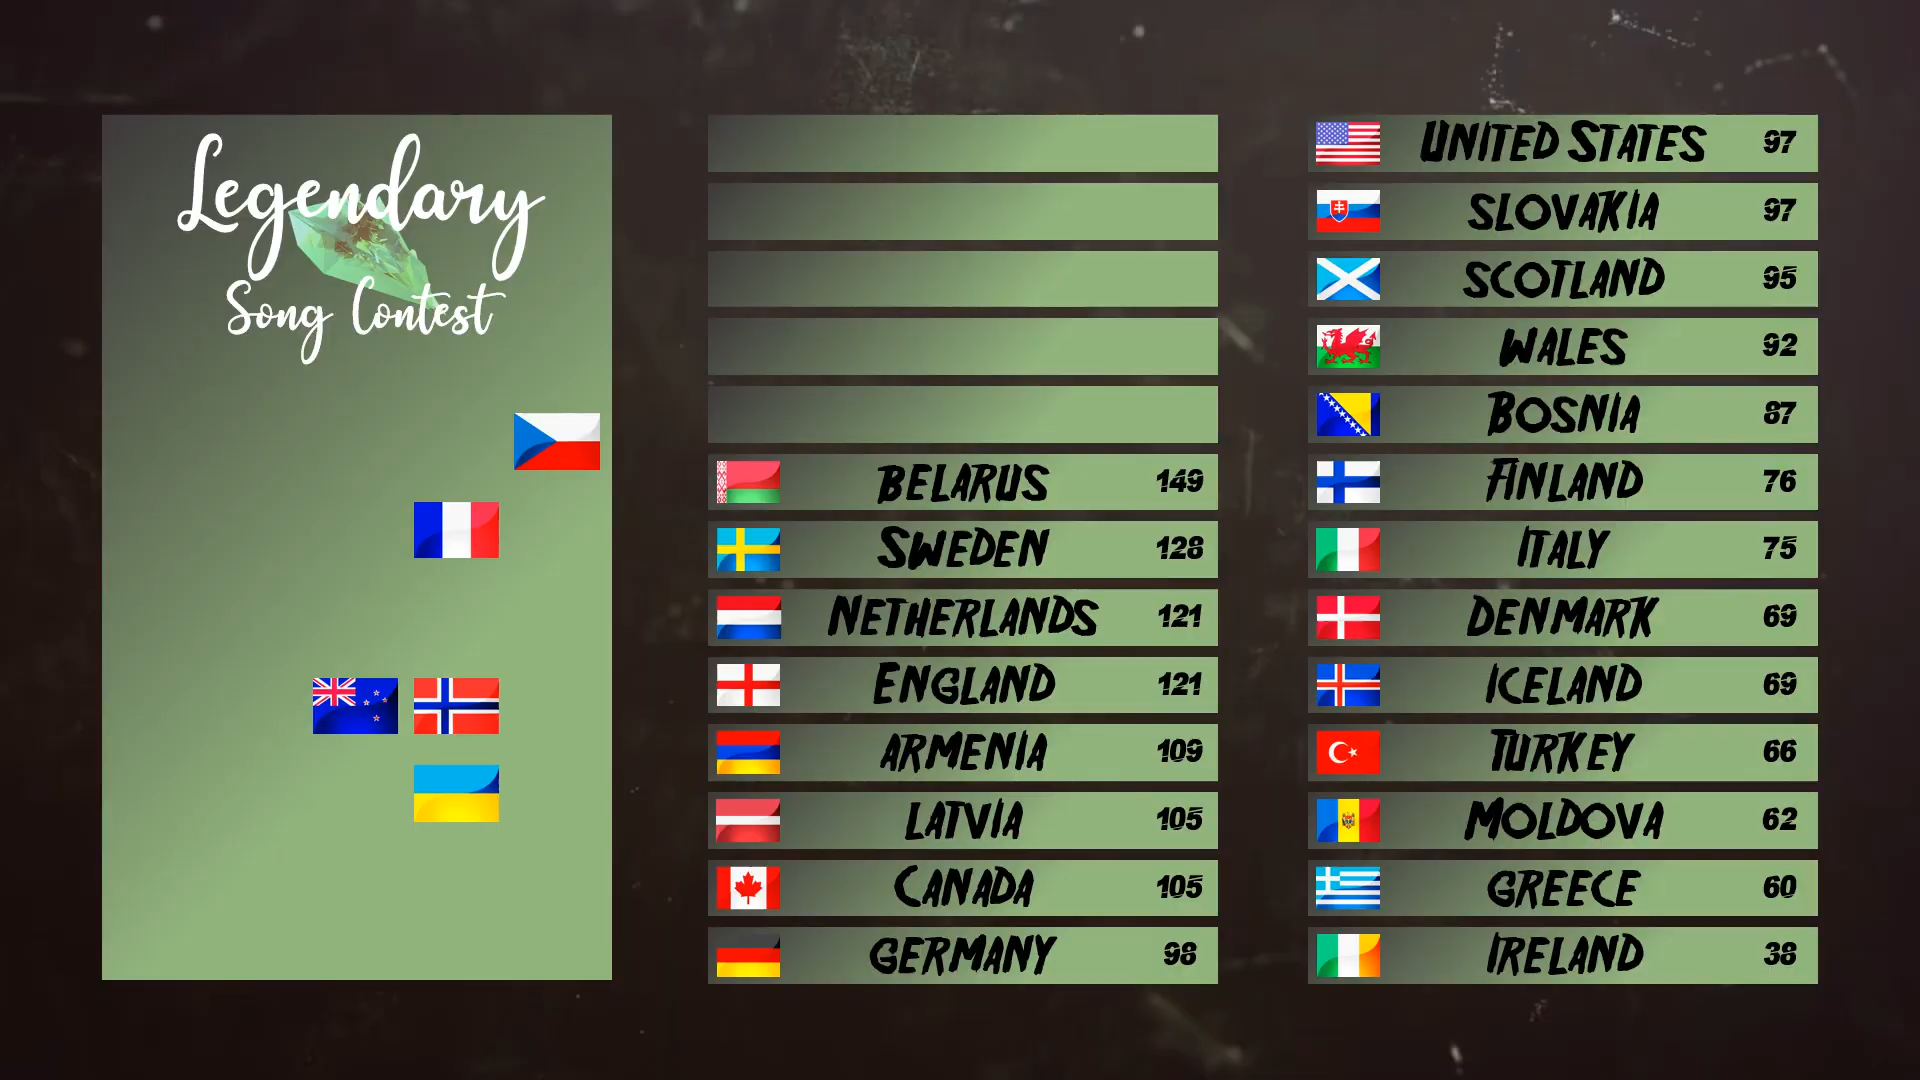 Legendary
Song Contest
BELARUS 149
SWEDEN 128
NETHERLANDS 121
ENGLAND 121
ARMENIA 109
LATVIA 105
CANADA 105
GERMANY 98
UNITED STATES 97
SLOVAKIA 97
SCOTLAND 95
WALES 92
BOSNIA 87
FINLAND 76
ITALY 75
DENMARK 69
ICELAND 69
TURKEY 66
MOLDOVA 62
GREECE 60
IRELAND 38